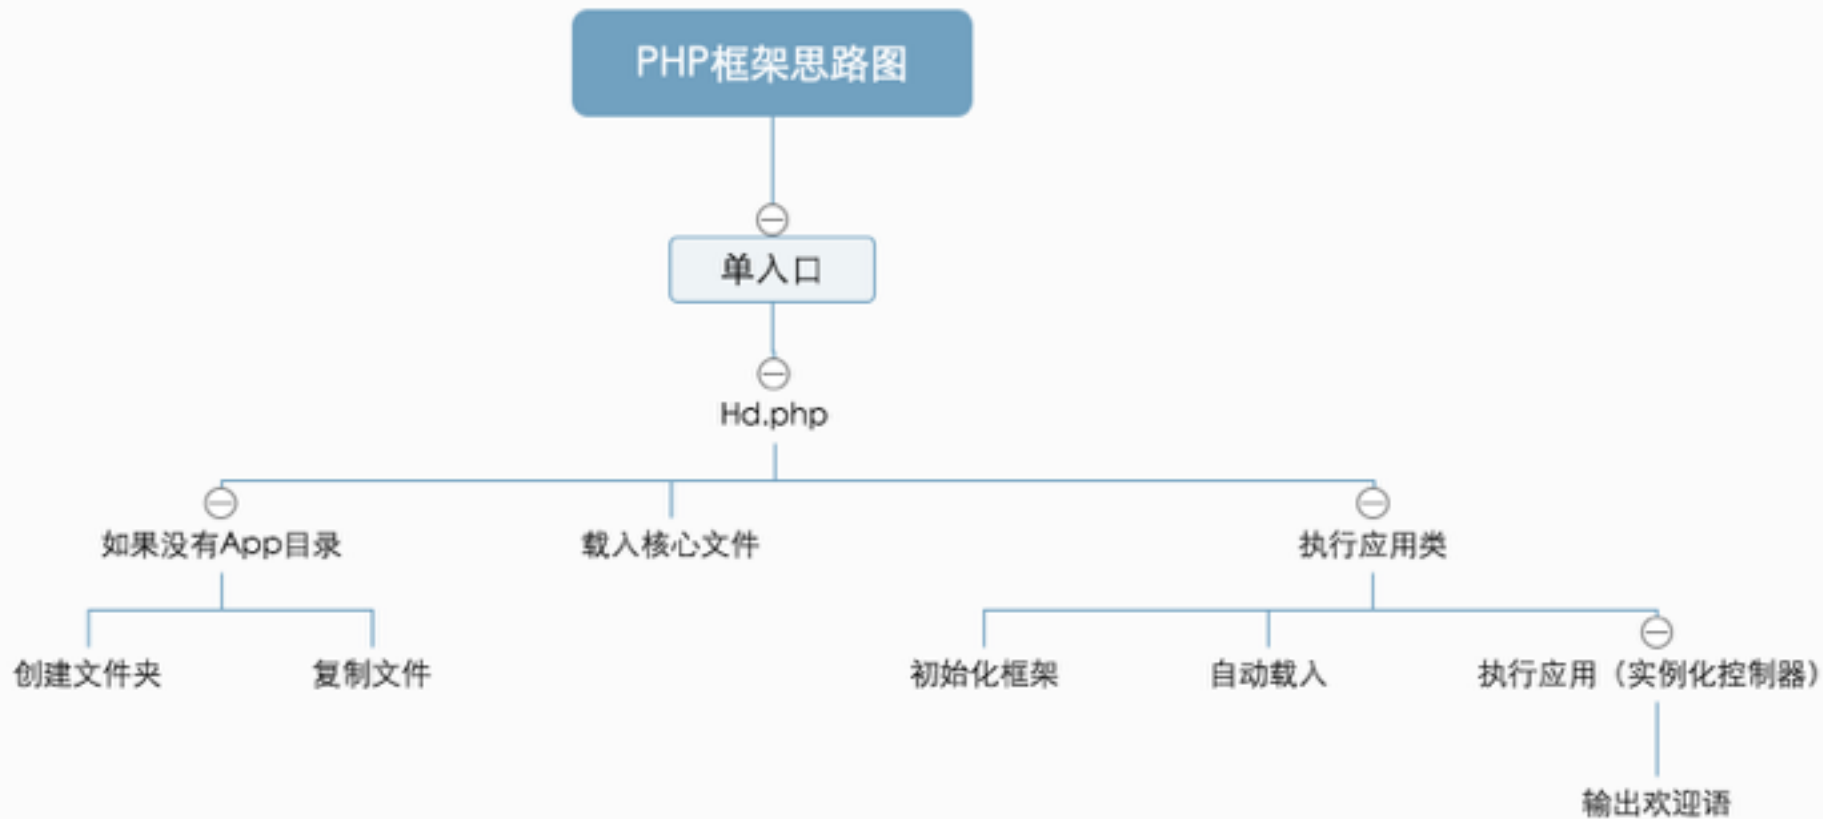 PHP框架思路图
单入口
Hd.php
如果没有App目录
载入核心文件
执行应用类
创建文件夹
复制文件
初始化框架
自动载入
执行应用（实例化控制器）
输出欢迎语